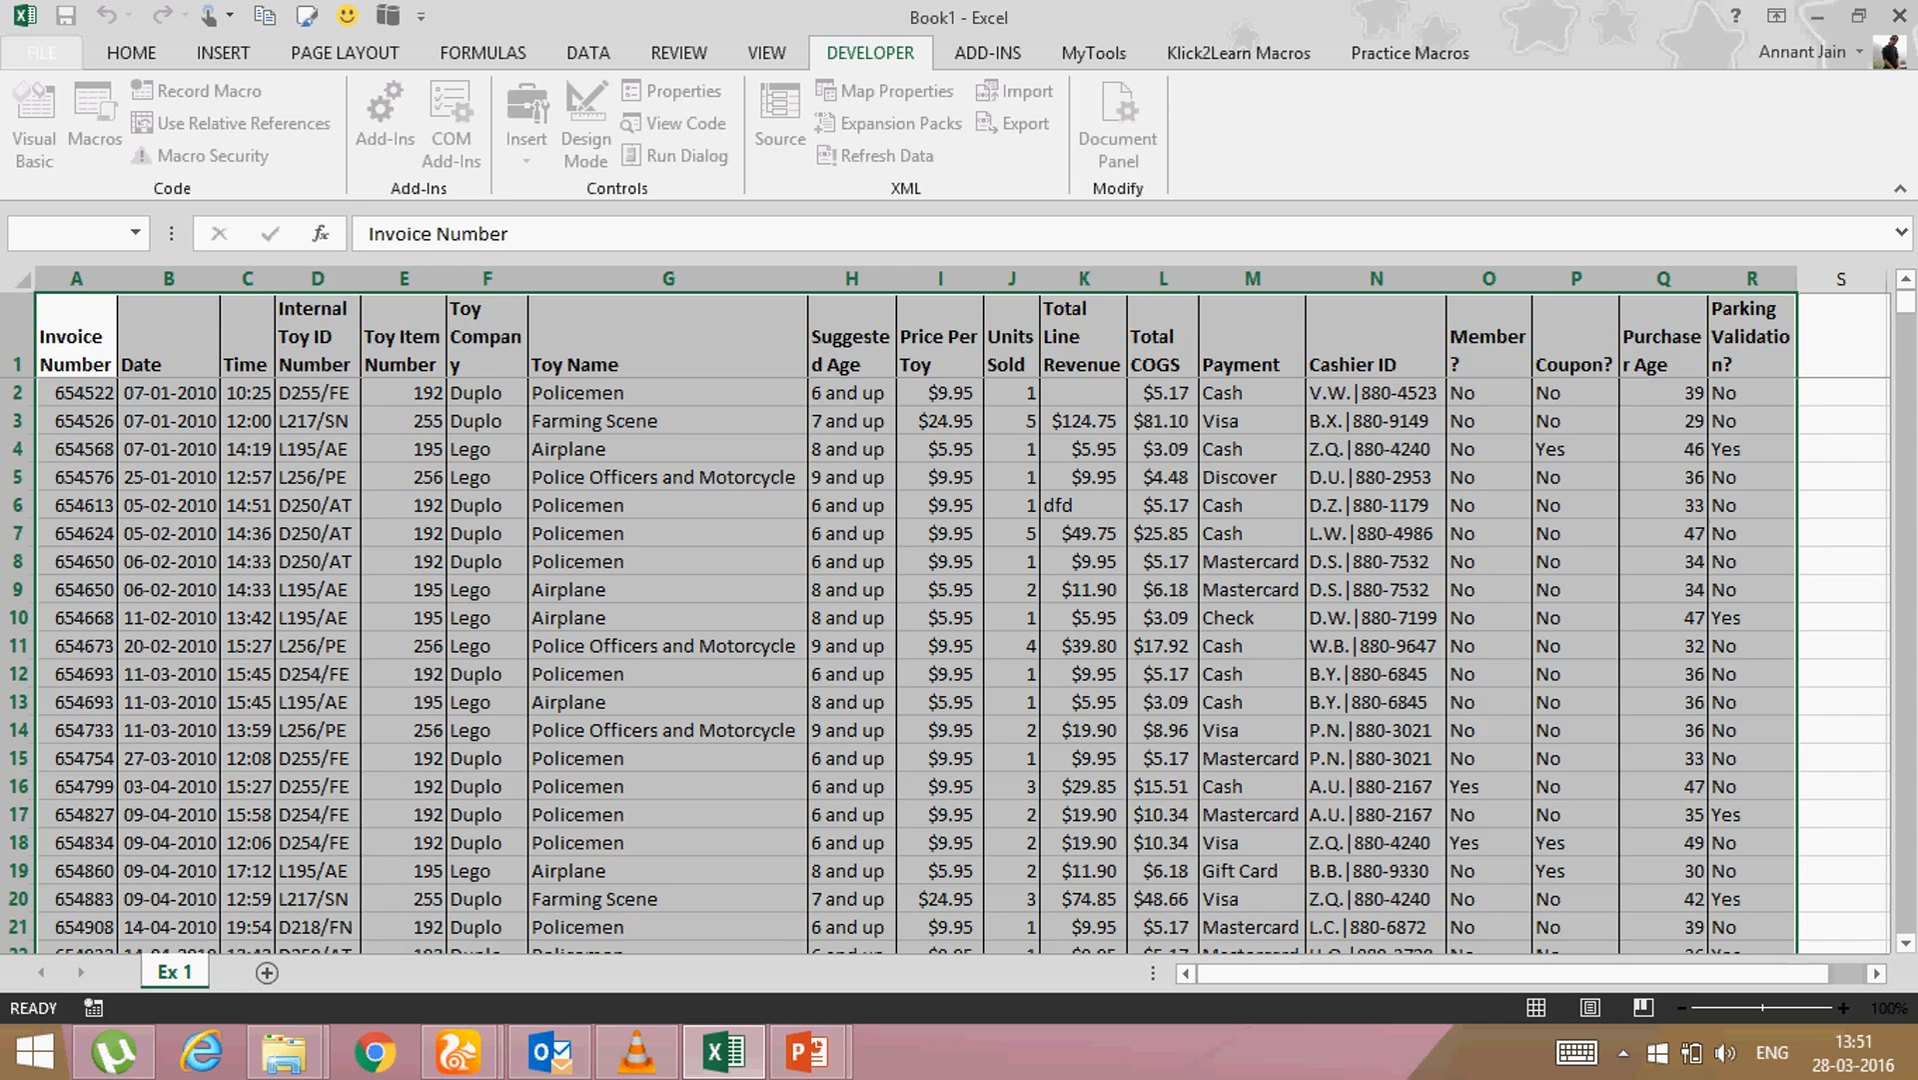 Book1 - Excel
FILE HOME INSERT PAGE LAYOUT FORMULAS DATA REVIEW VIEW DEVELOPER ADD-INS MyTools Klick2Learn Macros Practice Macros Annant Jain
Visual Basic
Macros
Record Macro
Use Relative References
Macro Security
Code
Add-Ins
COM Add-Ins
Add-Ins
Insert
Design Mode
Properties
View Code
Run Dialog
Controls
Source
Map Properties
Expansion Packs
Refresh Data
Import
Export
XML
Document Panel
Modify
fx Invoice Number
A B C D E F G H I J K L M N O P Q R S
1 Invoice Number Date Time Internal Toy ID Number Toy Item Number Toy Company Toy Name Suggested Age Price Per Toy Units Sold Total Line Revenue Total COGS Payment Cashier ID Member? Coupon? Purchaser Age Parking Validation?
2 654522 07-01-2010 10:25 D255/FE 192 Duplo Policemen 6 and up $9.95 1 $5.17 Cash V.W.|880-4523 No No 39 No
3 654526 07-01-2010 12:00 L217/SN 255 Duplo Farming Scene 7 and up $24.95 5 $124.75 $81.10 Visa B.X.|880-9149 No No 29 No
4 654568 07-01-2010 14:19 L195/AE 195 Lego Airplane 8 and up $5.95 1 $5.95 $3.09 Cash Z.Q.|880-4240 No Yes 46 Yes
5 654576 25-01-2010 12:57 L256/PE 256 Lego Police Officers and Motorcycle 9 and up $9.95 1 $9.95 $4.48 Discover D.U.|880-2953 No No 36 No
6 654613 05-02-2010 14:51 D250/AT 192 Duplo Policemen 6 and up $9.95 1 dfd $5.17 Cash D.Z.|880-1179 No No 33 No
7 654624 05-02-2010 14:36 D250/AT 192 Duplo Policemen 6 and up $9.95 5 $49.75 $25.85 Cash L.W.|880-4986 No No 47 No
8 654650 06-02-2010 14:33 D250/AT 192 Duplo Policemen 6 and up $9.95 1 $9.95 $5.17 Mastercard D.S.|880-7532 No No 34 No
9 654650 06-02-2010 14:33 L195/AE 195 Lego Airplane 8 and up $5.95 2 $11.90 $6.18 Mastercard D.S.|880-7532 No No 34 No
10 654668 11-02-2010 13:42 L195/AE 195 Lego Airplane 8 and up $5.95 1 $5.95 $3.09 Check D.W.|880-7199 No No 47 Yes
11 654673 20-02-2010 15:27 L256/PE 256 Lego Police Officers and Motorcycle 9 and up $9.95 4 $39.80 $17.92 Cash W.B.|880-9647 No No 32 No
12 654693 11-03-2010 15:45 D254/FE 192 Duplo Policemen 6 and up $9.95 1 $9.95 $5.17 Cash B.Y.|880-6845 No No 36 No
13 654693 11-03-2010 15:45 L195/AE 195 Lego Airplane 8 and up $5.95 1 $5.95 $3.09 Cash B.Y.|880-6845 No No 36 No
14 654733 11-03-2010 13:59 L256/PE 256 Lego Police Officers and Motorcycle 9 and up $9.95 2 $19.90 $8.96 Visa P.N.|880-3021 No No 36 No
15 654754 27-03-2010 12:08 D255/FE 192 Duplo Policemen 6 and up $9.95 1 $9.95 $5.17 Mastercard P.N.|880-3021 No No 33 No
16 654799 03-04-2010 15:27 D255/FE 192 Duplo Policemen 6 and up $9.95 3 $29.85 $15.51 Cash A.U.|880-2167 Yes No 47 No
17 654827 09-04-2010 15:58 D254/FE 192 Duplo Policemen 6 and up $9.95 2 $19.90 $10.34 Mastercard A.U.|880-2167 No No 35 Yes
18 654834 09-04-2010 12:06 D254/FE 192 Duplo Policemen 6 and up $9.95 2 $19.90 $10.34 Visa Z.Q.|880-4240 Yes Yes 49 No
19 654860 09-04-2010 17:12 L195/AE 195 Lego Airplane 8 and up $5.95 2 $11.90 $6.18 Gift Card B.B.|880-9330 No Yes 30 No
20 654883 09-04-2010 12:59 L217/SN 255 Duplo Farming Scene 7 and up $24.95 3 $74.85 $48.66 Visa Z.Q.|880-4240 No No 42 Yes
21 654908 14-04-2010 19:54 D218/FN 192 Duplo Policemen 6 and up $9.95 1 $9.95 $5.17 Mastercard L.C.|880-6872 No No 39 No
Ex 1
READY 100%
ENG 13:51
28-03-2016